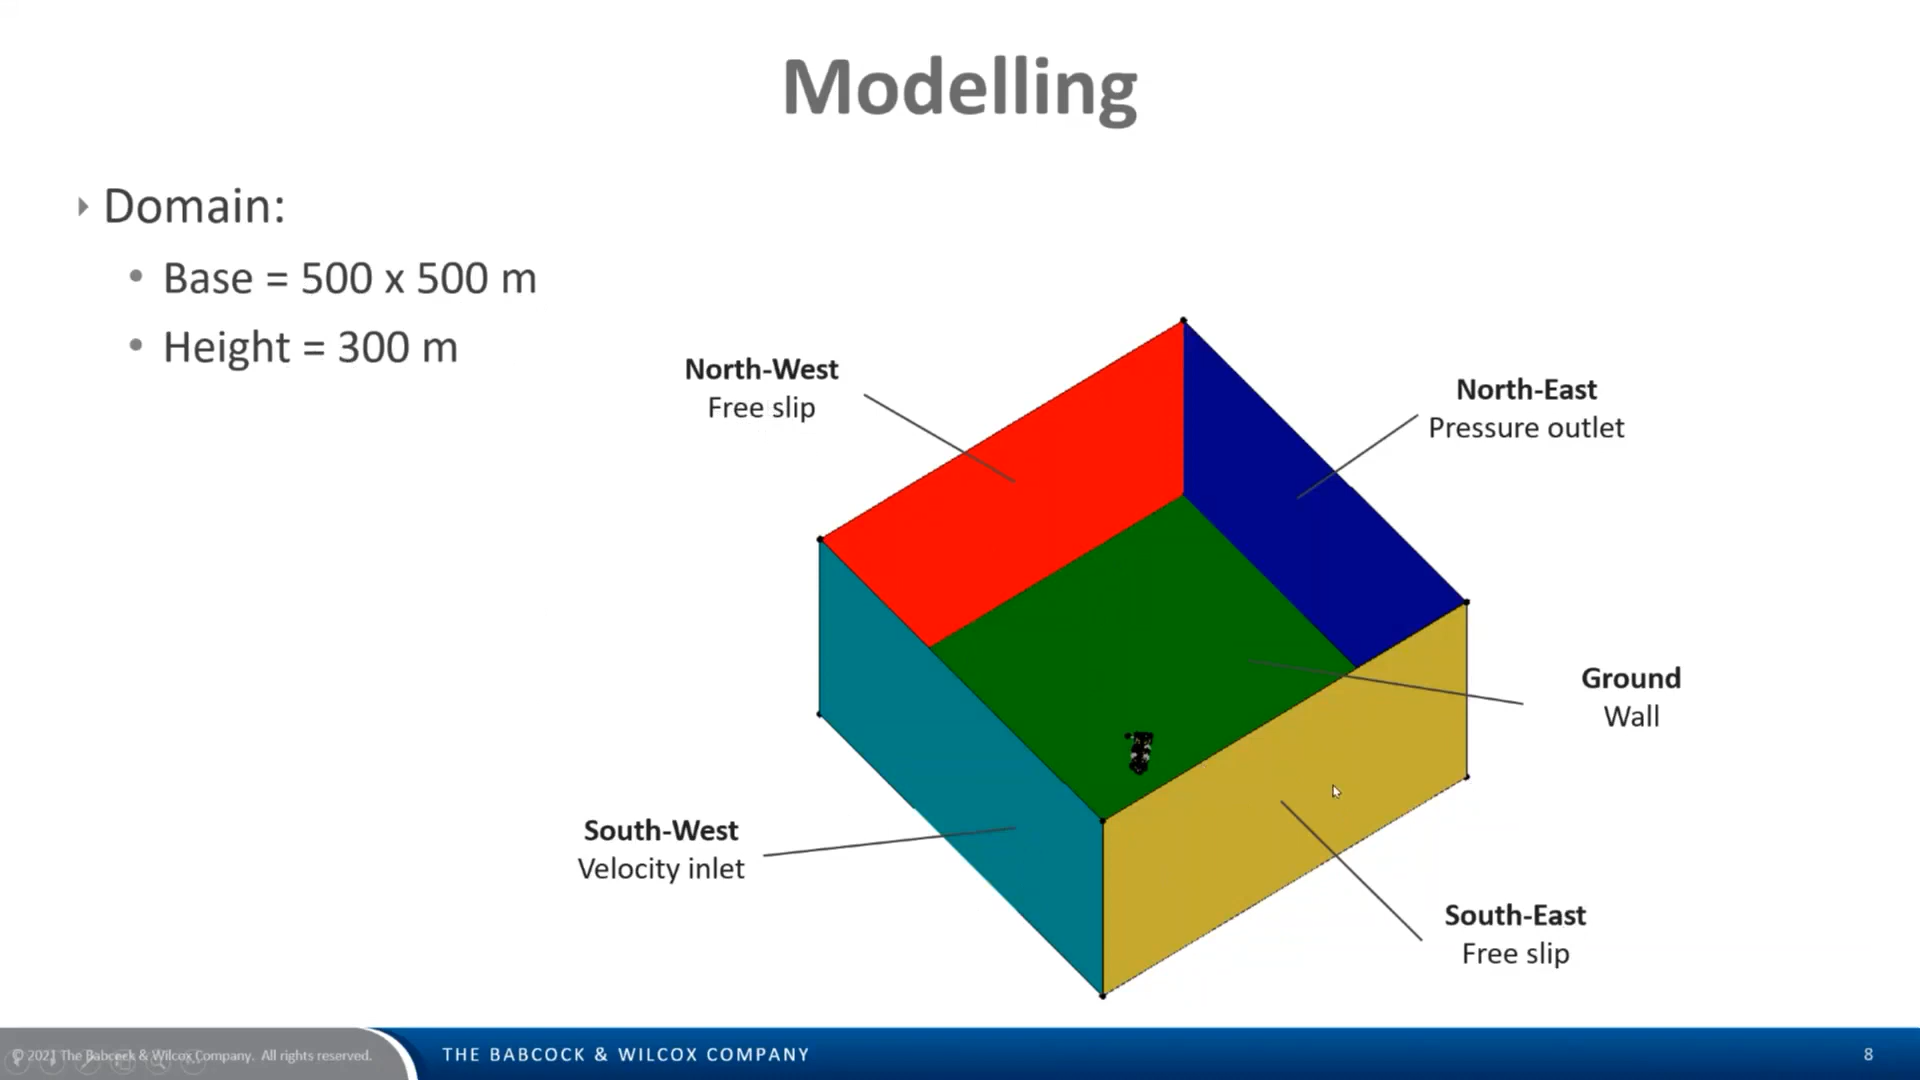 Modelling
Domain:
• Base = 500 x 500 m
• Height = 300 m
North-West
Free slip
North-East
Pressure outlet
Ground
Wall
South-West
Velocity inlet
South-East
Free slip
© 2021 The Babcock & Wilcox Company. All rights reserved.
THE BABCOCK & WILCOX COMPANY
8